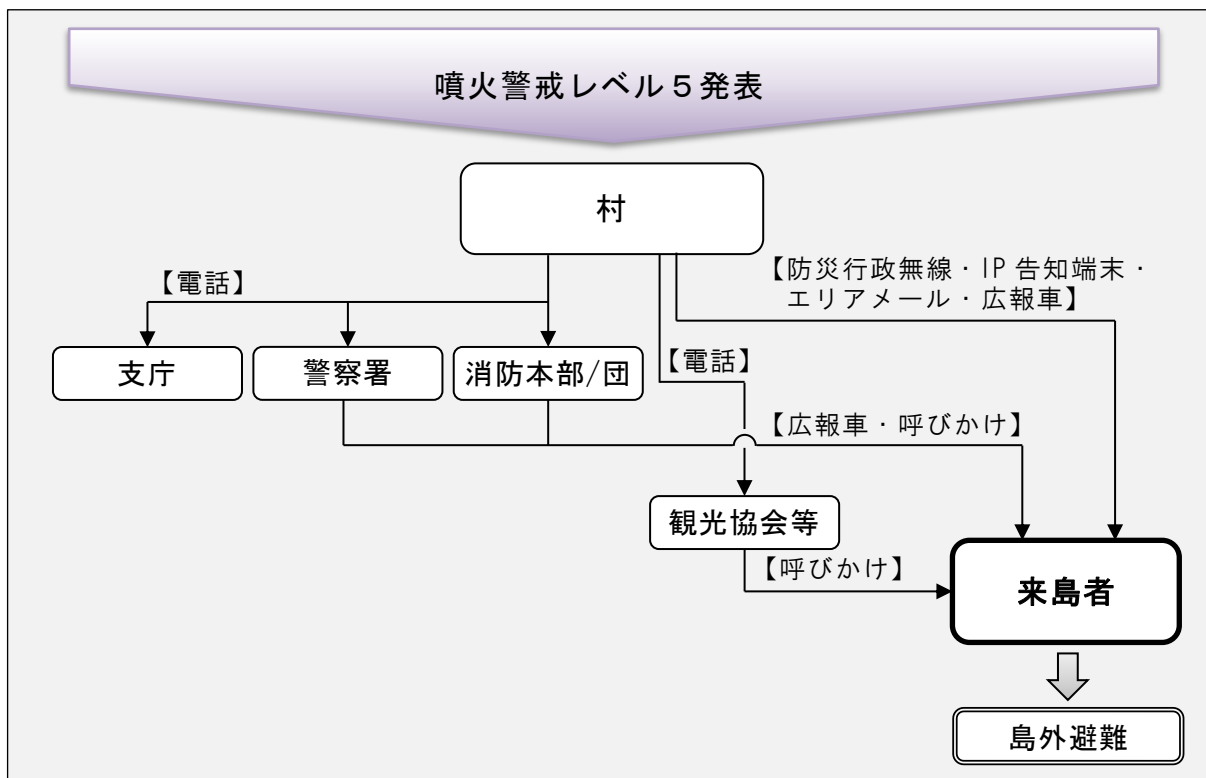 噴火警戒レベル５発表
村
【電話】
【防災行政無線・IP 告知端末・
エリアメール・広報車】
支庁
警察署
消防本部/団
【電話】
【広報車・呼びかけ】
観光協会等
【呼びかけ】
来島者
島外避難